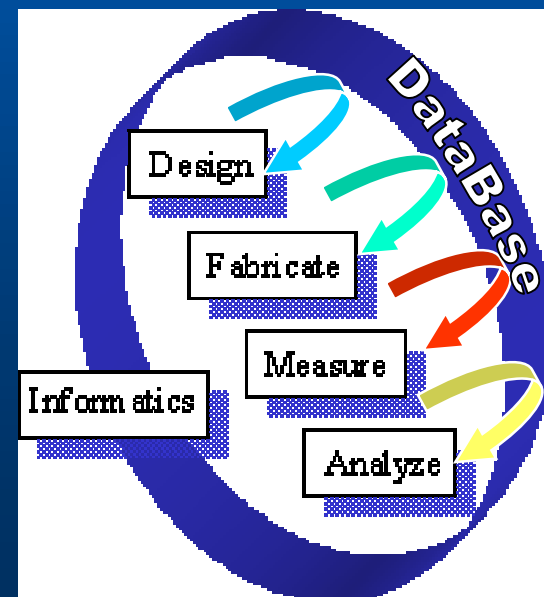 DataBase
Design
Fabricate
Measure
Informatics
Analyze